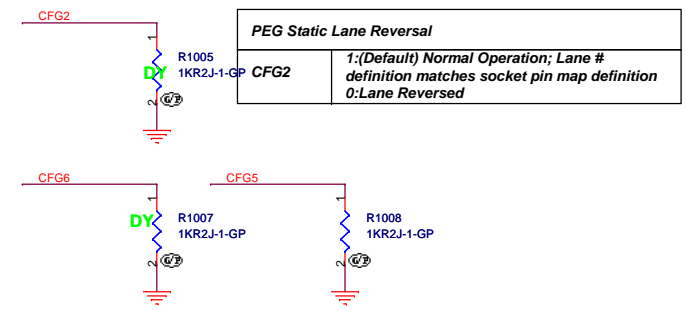 CFG2
1
R1005
DY
1KR2J-1-GP
2
G/P
PEG Static Lane Reversal
CFG2
1:(Default) Normal Operation; Lane #
definition matches socket pin map definition
0:Lane Reversed
CFG6
CFG5
1
DY
R1007
1KR2J-1-GP
2
G/P
1
R1008
1KR2J-1-GP
2
G/P